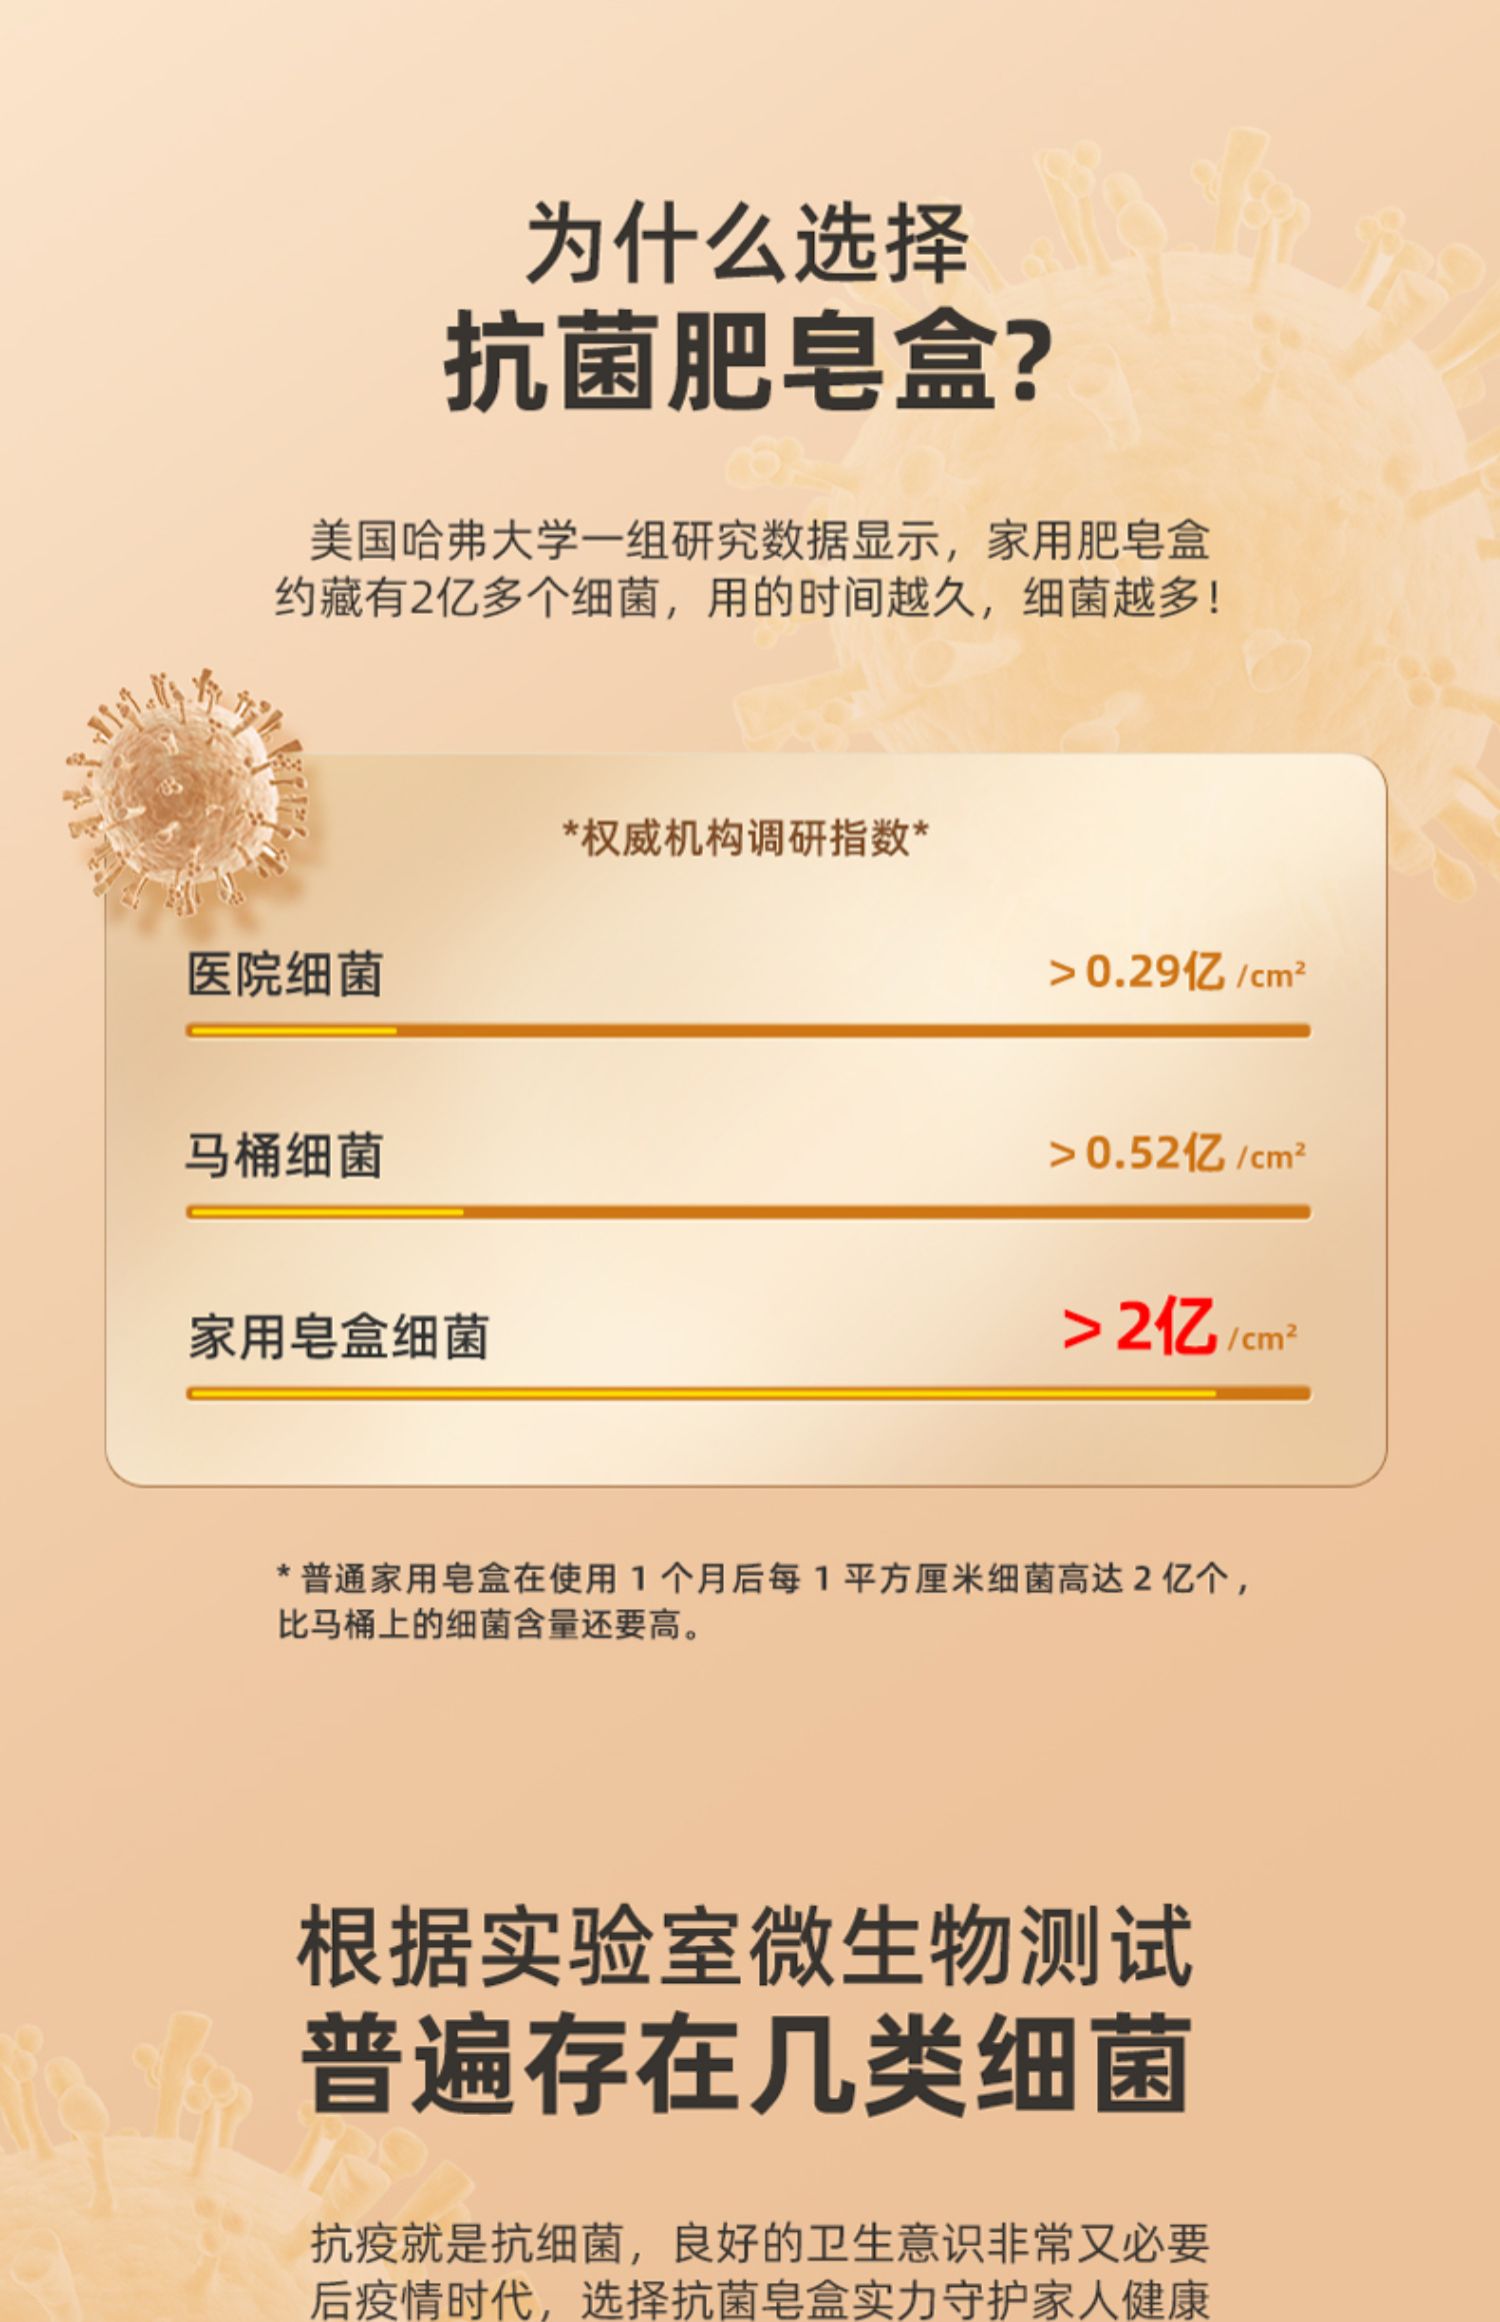 为什么选择
抗菌肥皂盒?
美国哈弗大学一组研究数据显示，家用肥皂盒
约藏有2亿多个细菌，用的时间越久，细菌越多！
*权威机构调研指数*
医院细菌
>0.29亿 /cm²
马桶细菌
>0.52亿 /cm²
家用皂盒细菌
>2亿 /cm²
* 普通家用皂盒在使用 1 个月后每 1 平方厘米细菌高达 2 亿个，
比马桶上的细菌含量还要高。
根据实验室微生物测试
普遍存在几类细菌
抗疫就是抗细菌，良好的卫生意识非常又必要
后疫情时代，选择抗菌皂盒实力守护家人健康